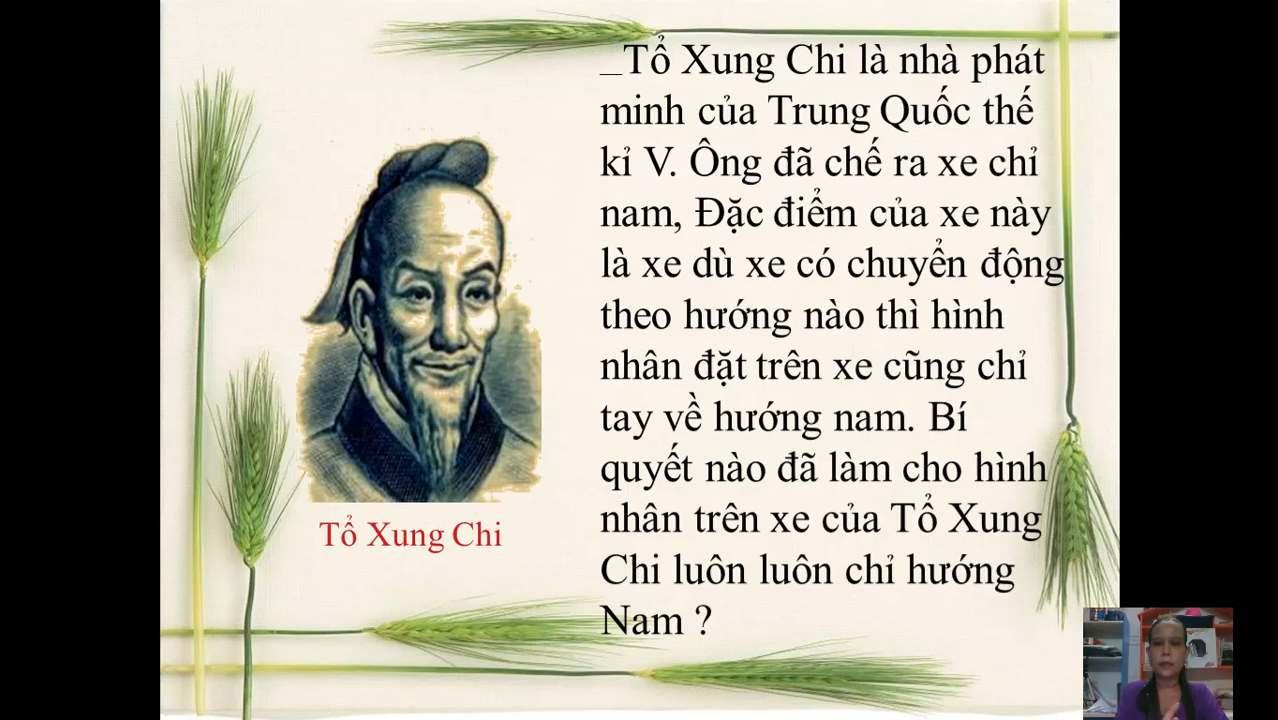 _Tổ Xung Chi là nhà phát
minh của Trung Quốc thế
kỉ V. Ông đã chế ra xe chỉ
nam, Đặc điểm của xe này
là xe dù xe có chuyển động
theo hướng nào thì hình
nhân đặt trên xe cũng chỉ
tay về hướng nam. Bí
quyết nào đã làm cho hình
nhân trên xe của Tổ Xung
Chi luôn luôn chỉ hướng
Nam ?
Tổ Xung Chi